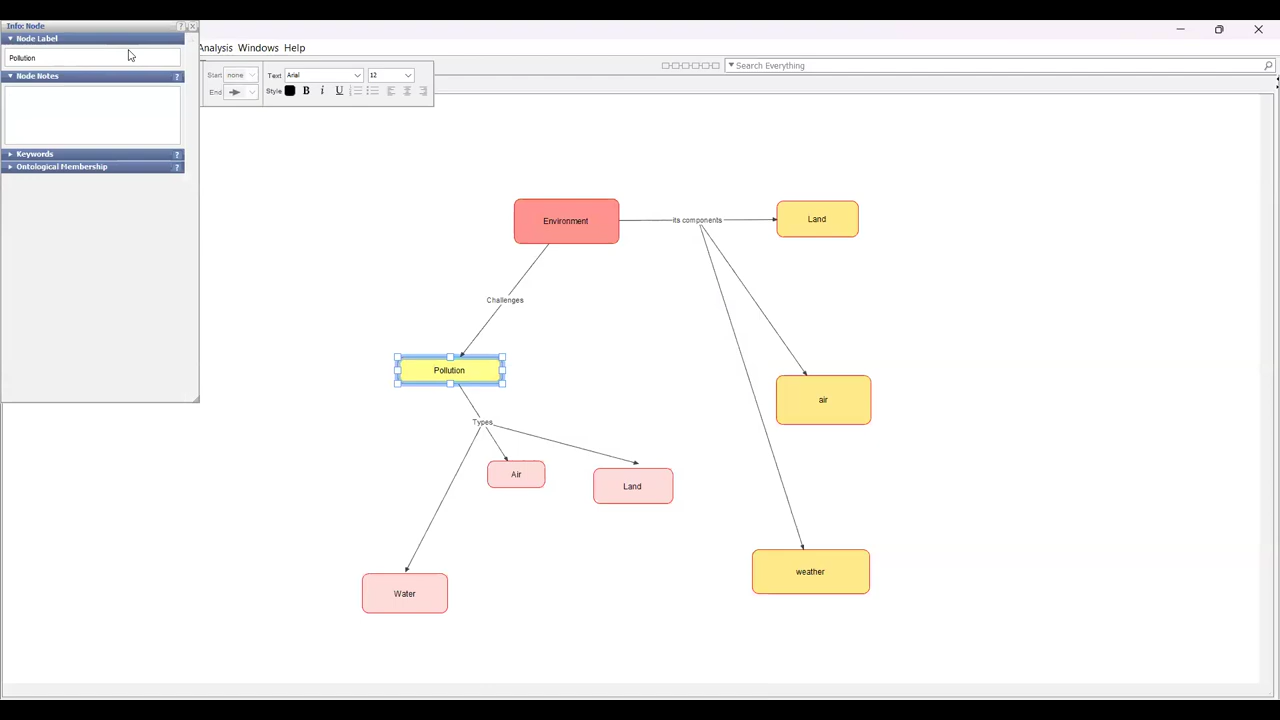 Info: Node
? ×
Node Label
Pollution
Node Notes ?
Keywords ?
Ontological Membership ?
Analysis Windows Help
Start none
End
Text Arial 12
Style B i U
Search Everything
Environment
its components
Land
Challenges
Pollution
air
Types
Air
Land
weather
Water